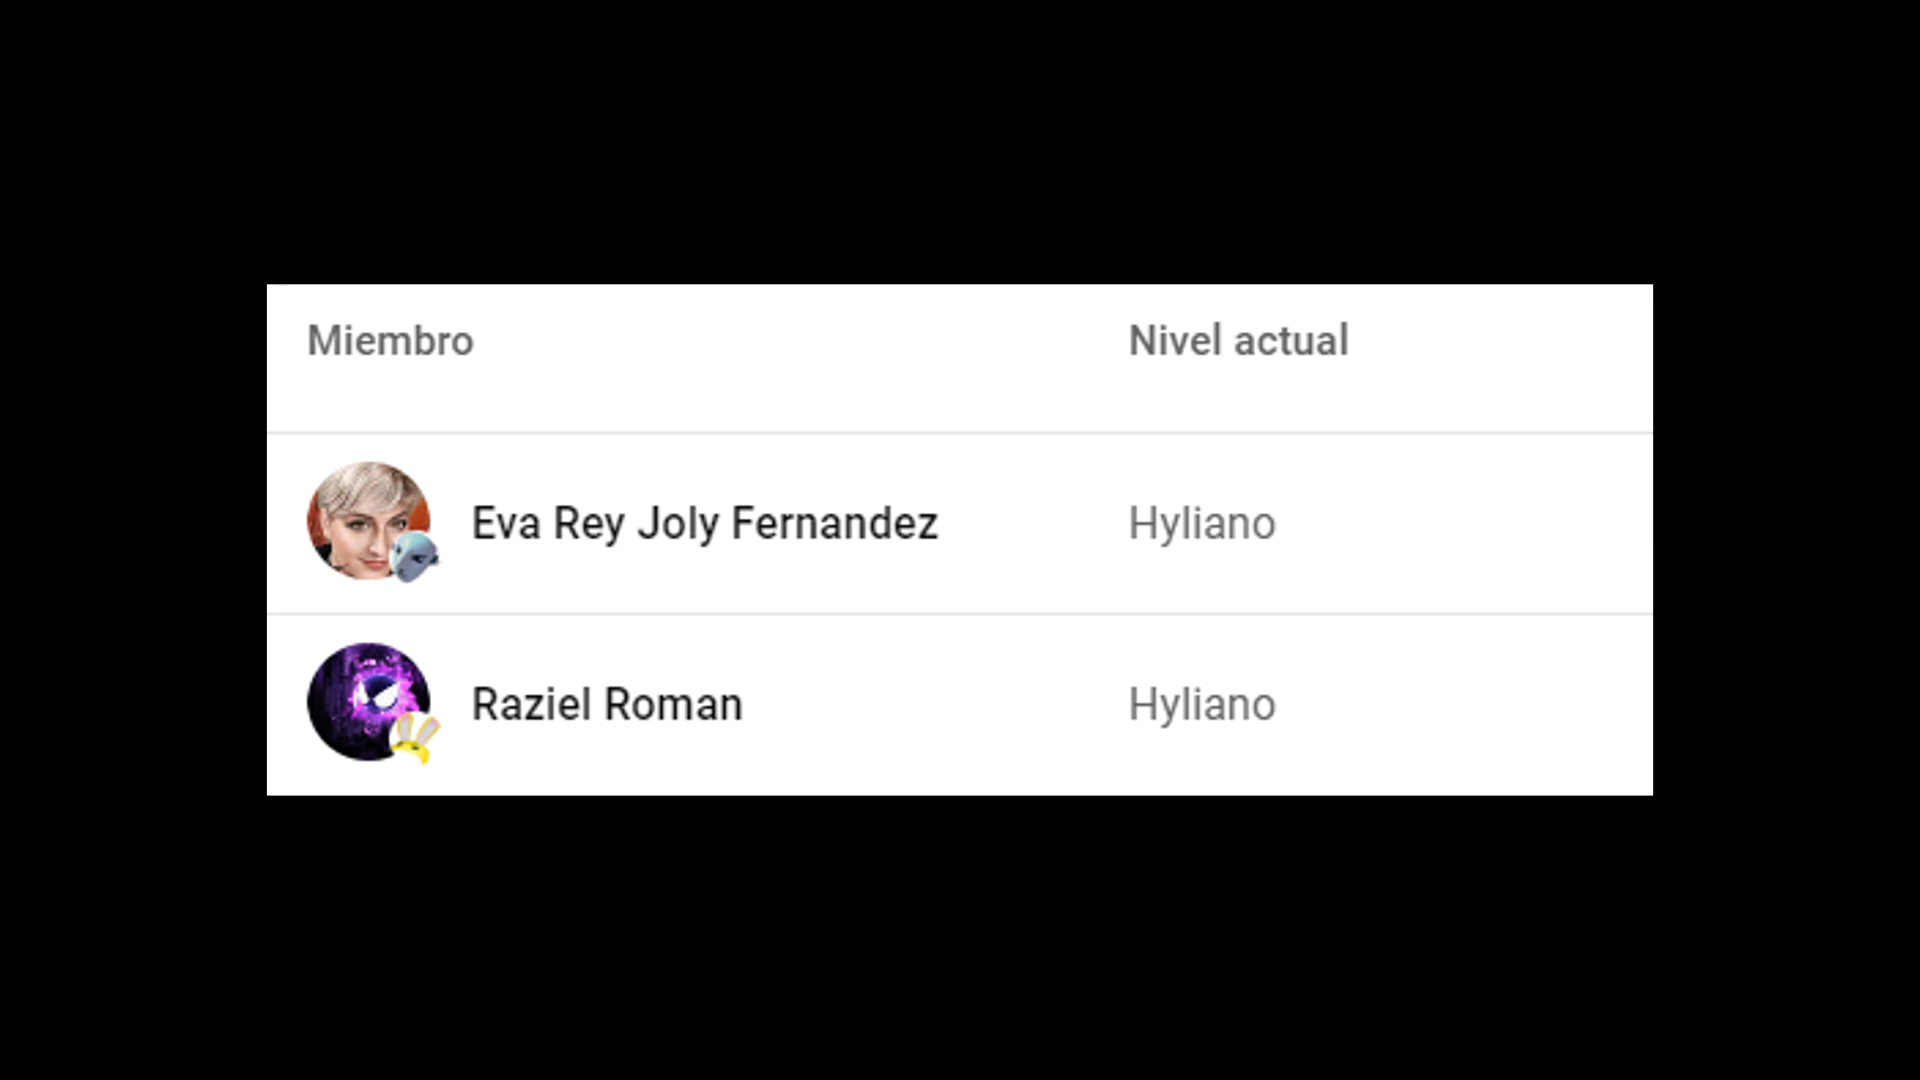 Miembro Nivel actual
Eva Rey Joly Fernandez Hyliano
Raziel Roman Hyliano